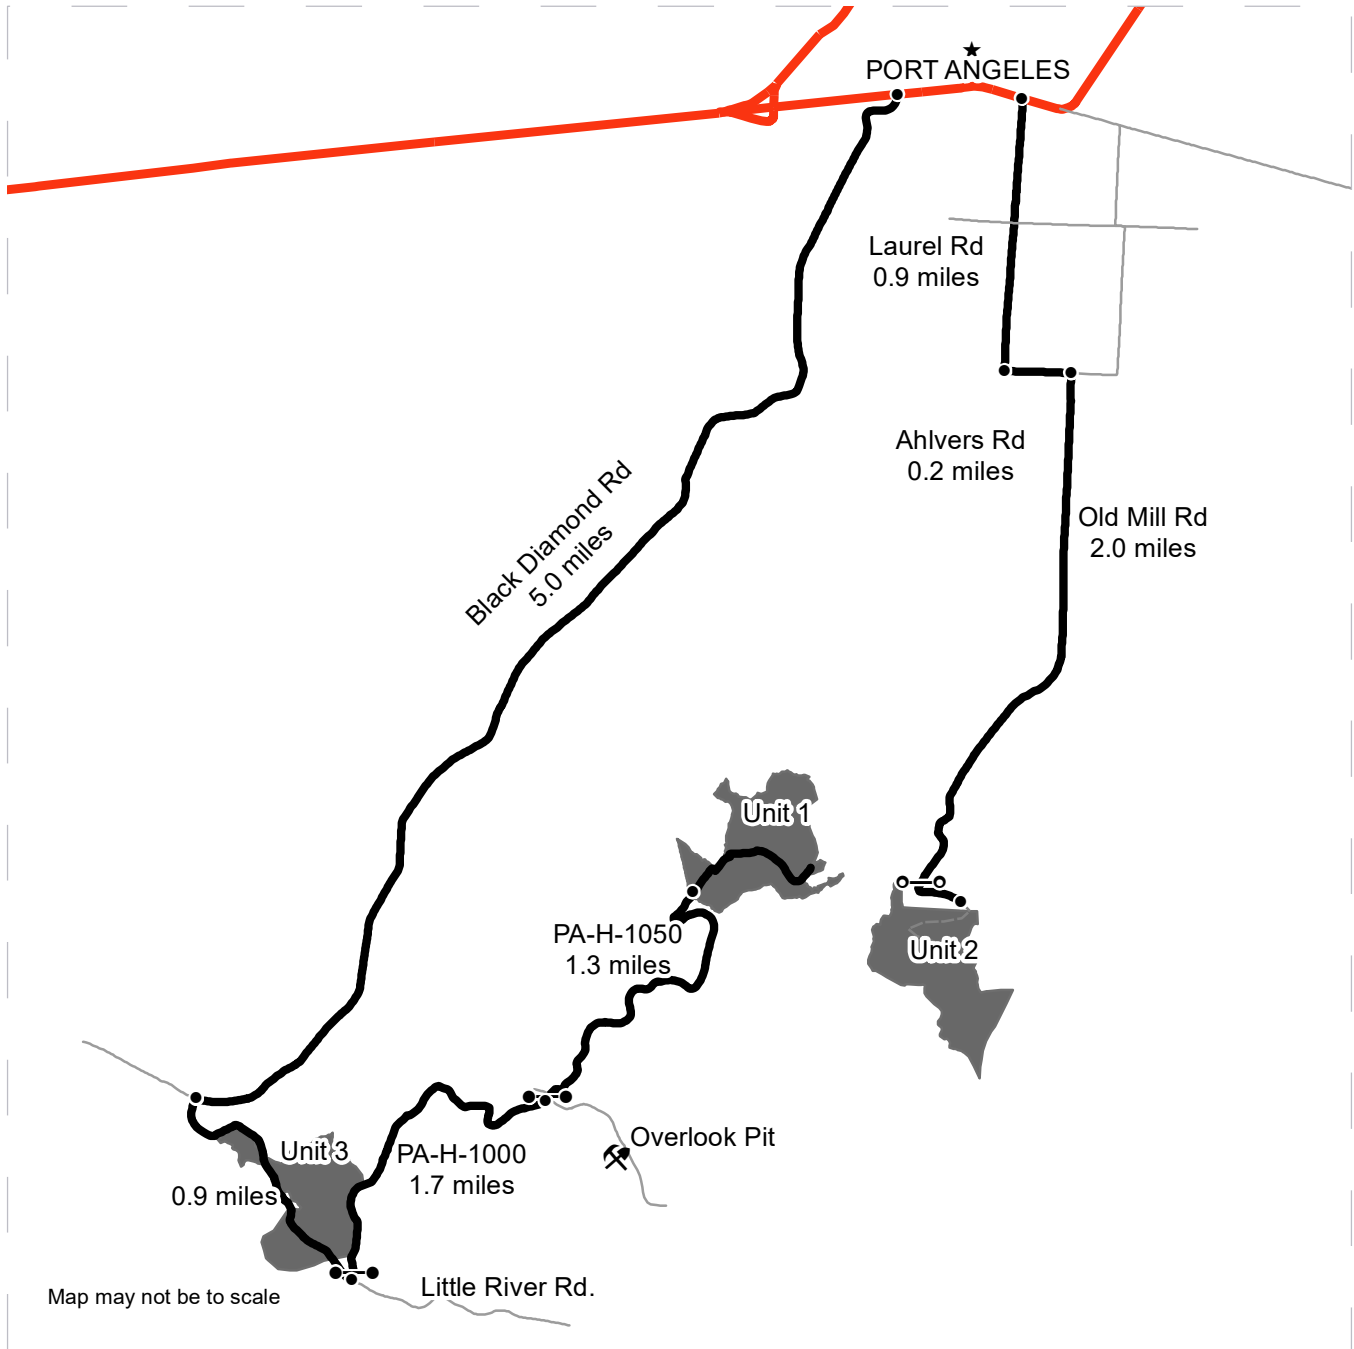 PORT ANGELES
Laurel Rd
0.9 miles
Ahlvers Rd
0.2 miles
Black Diamond Rd
5.0 miles
Old Mill Rd
2.0 miles
Unit 1
PA-H-1050
1.3 miles
Unit 2
Overlook Pit
Unit 3
PA-H-1000
1.7 miles
0.9 miles
Little River Rd.
Map may not be to scale